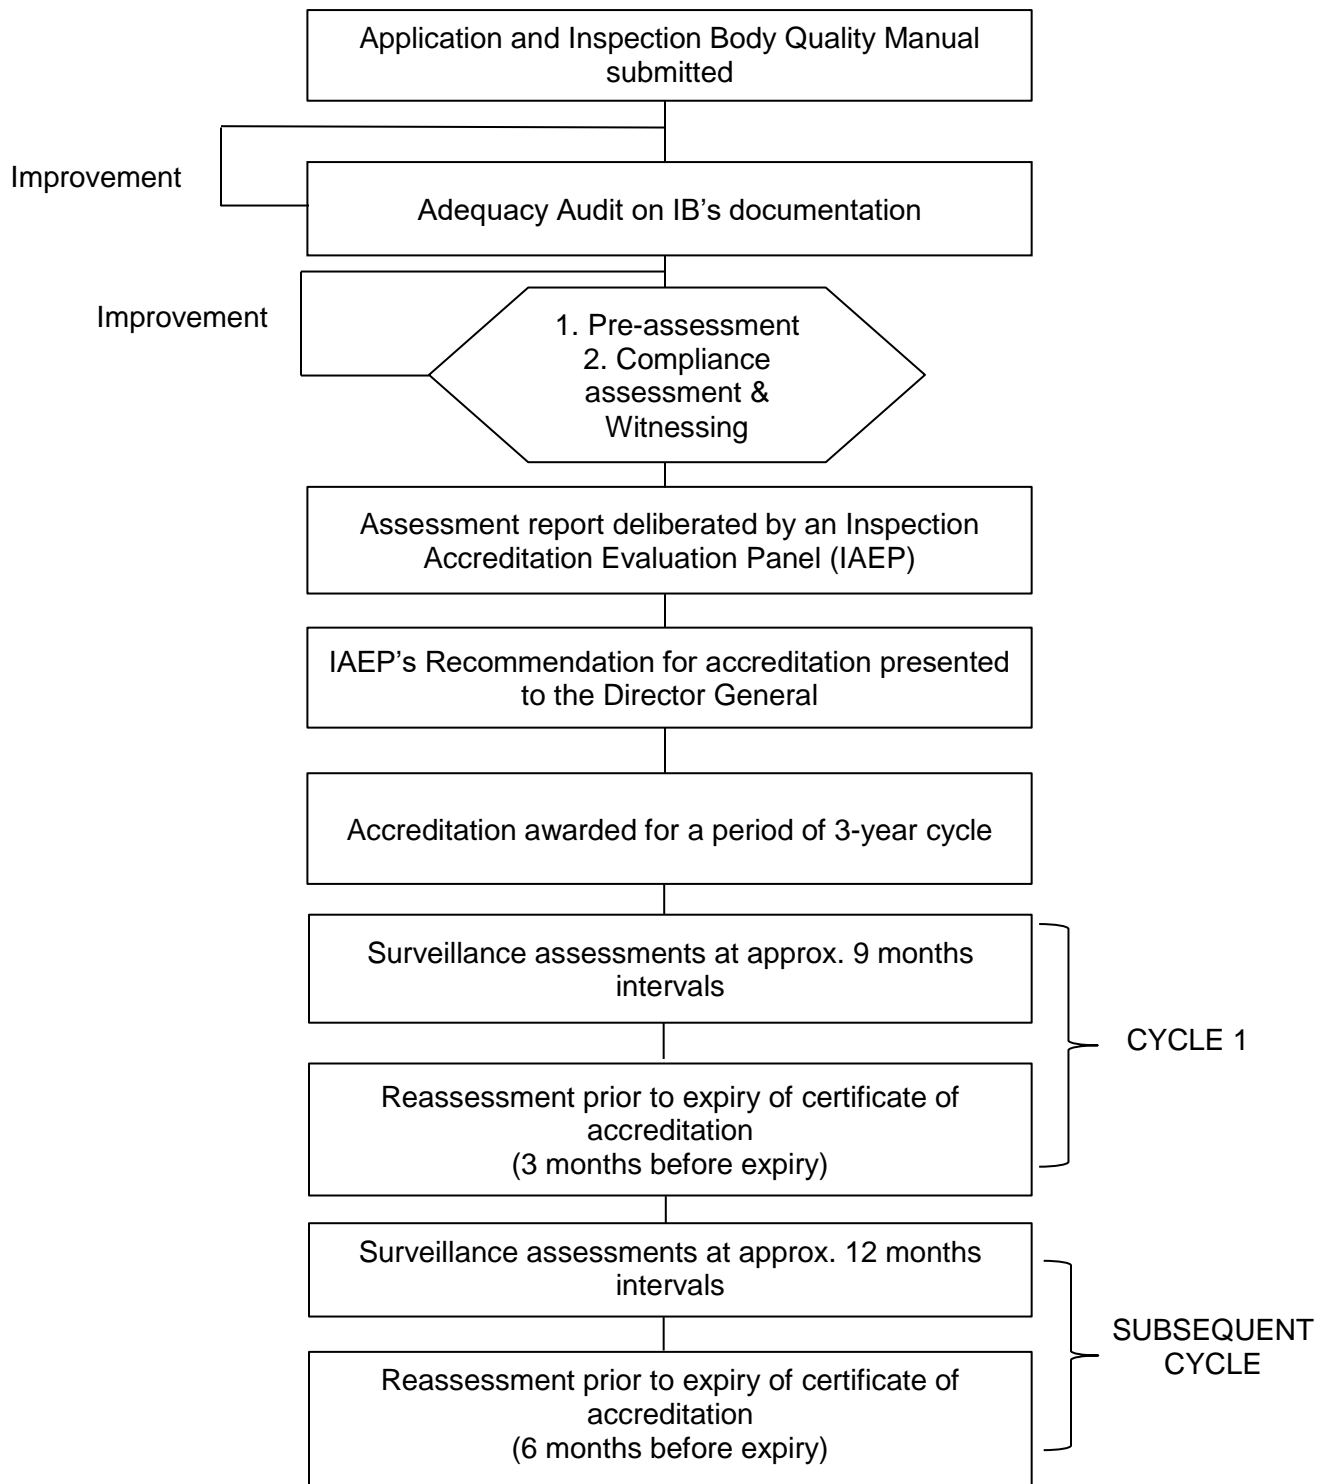 Application and Inspection Body Quality Manual
submitted
Improvement
Adequacy Audit on IB’s documentation
Improvement
1. Pre-assessment
2. Compliance
assessment &
Witnessing
Assessment report deliberated by an Inspection
Accreditation Evaluation Panel (IAEP)
IAEP’s Recommendation for accreditation presented
to the Director General
Accreditation awarded for a period of 3-year cycle
Surveillance assessments at approx. 9 months
intervals
CYCLE 1
Reassessment prior to expiry of certificate of
accreditation
(3 months before expiry)
Surveillance assessments at approx. 12 months
intervals
SUBSEQUENT
CYCLE
Reassessment prior to expiry of certificate of
accreditation
(6 months before expiry)